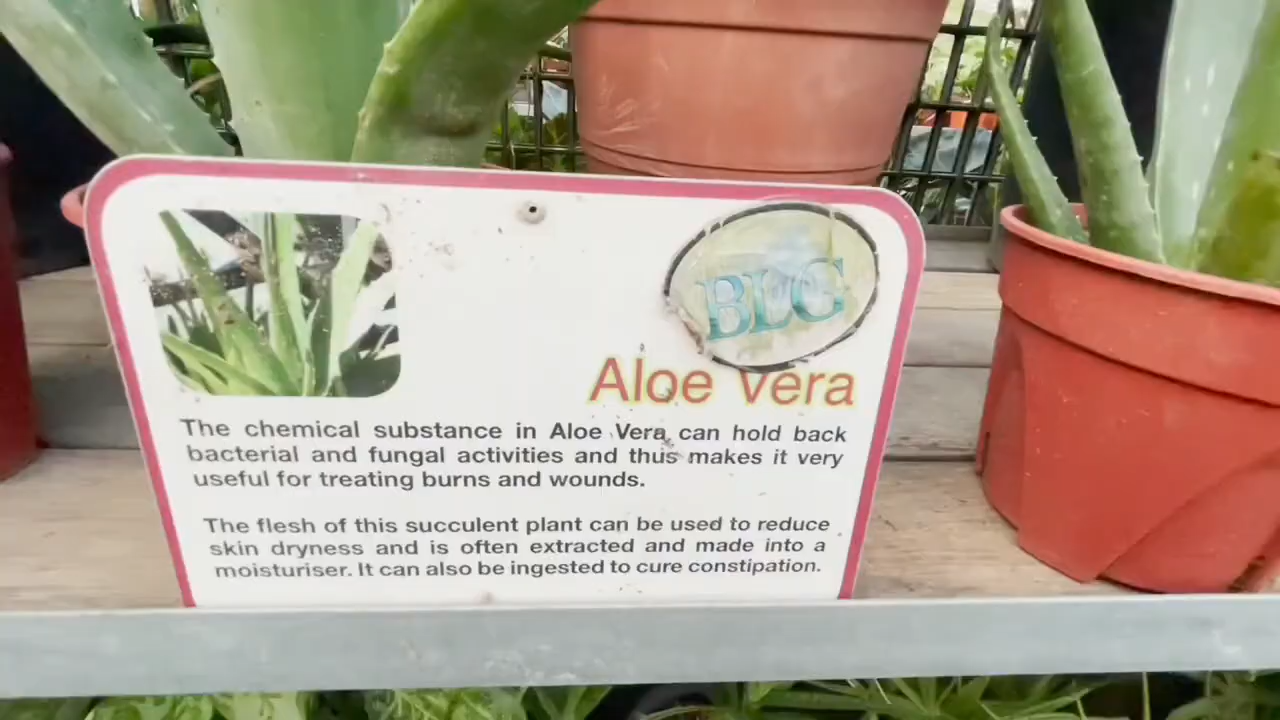 BLG
Aloe Vera
The chemical substance in Aloe Vera can hold back
bacterial and fungal activities and thus makes it very
useful for treating burns and wounds.
The flesh of this succulent plant can be used to reduce
skin dryness and is often extracted and made into a
moisturiser. It can also be ingested to cure constipation.